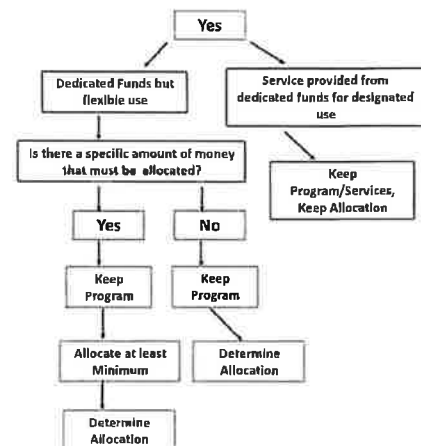 Yes
Dedicated Funds but
flexible use
Service provided from
dedicated funds for designated
use
Is there a specific amount of money
that must be allocated?
Keep
Program/Services,
Keep Allocation
Yes
No
Keep
Program
Keep
Program
Allocate at least
Minimum
Determine
Allocation
Determine
Allocation